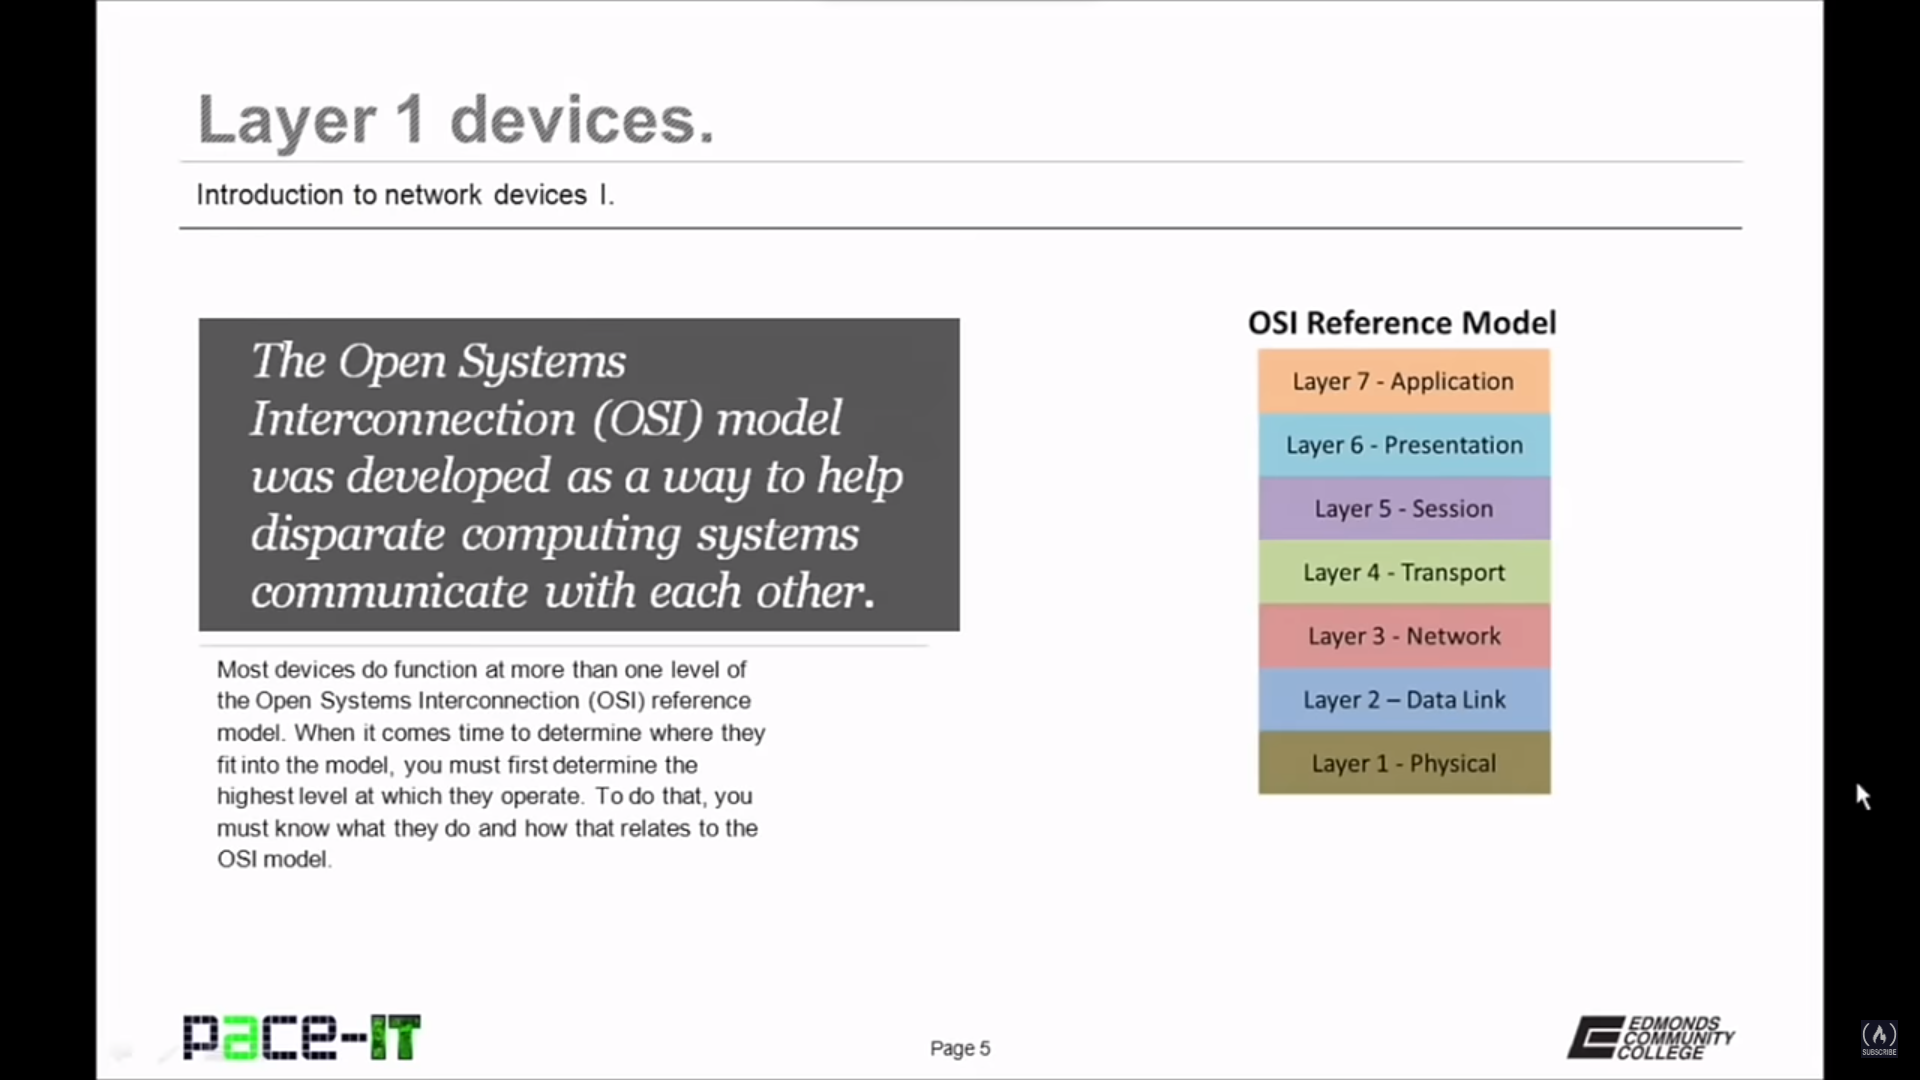 Layer 1 devices.
Introduction to network devices I.
The Open Systems
Interconnection (OSI) model
was developed as a way to help
disparate computing systems
communicate with each other.
Most devices do function at more than one level of
the Open Systems Interconnection (OSI) reference
model. When it comes time to determine where they
fit into the model, you must first determine the
highest level at which they operate. To do that, you
must know what they do and how that relates to the
OSI model.
OSI Reference Model
Layer 7 - Application
Layer 6 - Presentation
Layer 5 - Session
Layer 4 - Transport
Layer 3 - Network
Layer 2 – Data Link
Layer 1 - Physical
pace-IT
Page 5
EDMONDS
COMMUNITY
COLLEGE
SUBSCRIBE